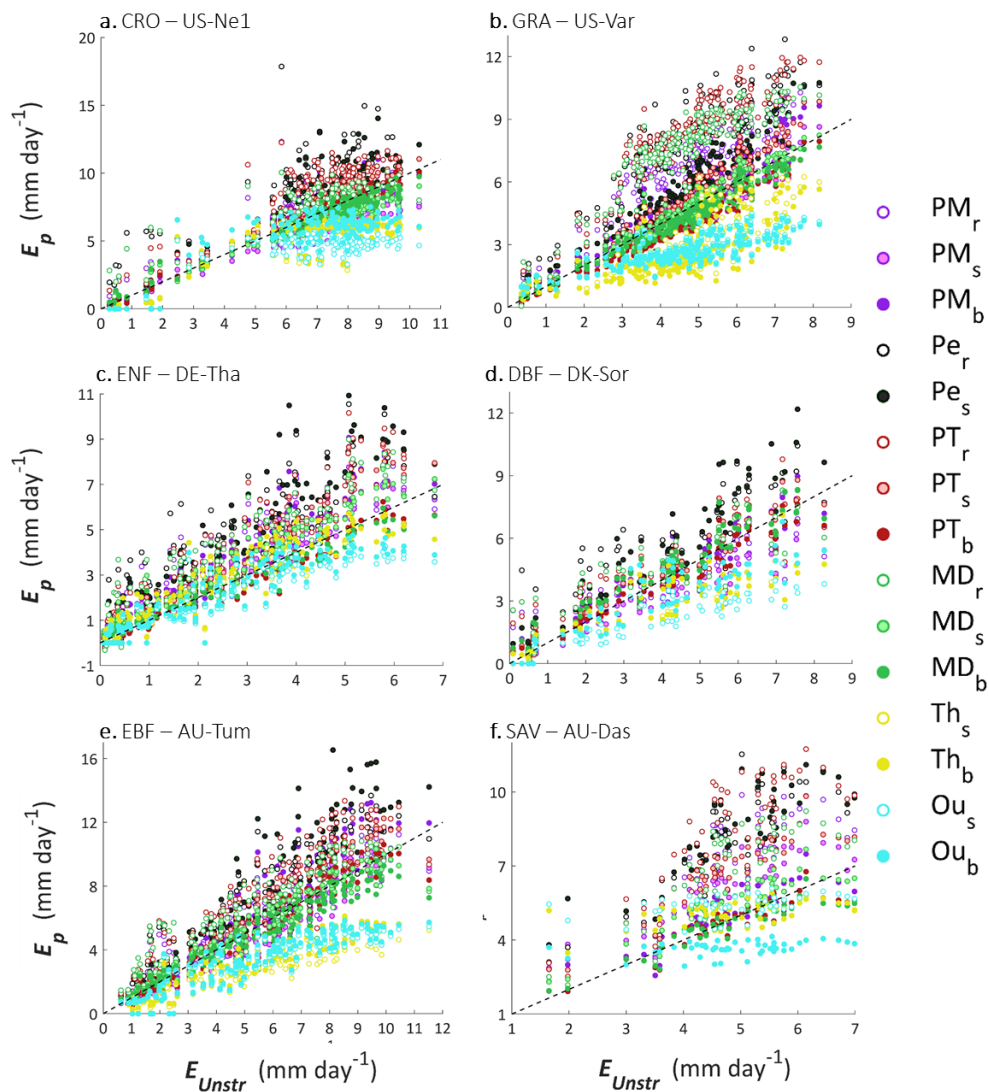 a. CRO – US-Ne1
b. GRA – US-Var
20
15
10
5
0
E_p (mm day⁻¹)
0 1 2 3 4 5 6 7 8 9 10 11
12
9
6
3
0
0 1 2 3 4 5 6 7 8 9
c. ENF – DE-Tha
d. DBF – DK-Sor
11
9
7
5
3
1
-1
E_p (mm day⁻¹)
0 1 2 3 4 5 6 7
12
9
6
3
0
0 1 2 3 4 5 6 7 8 9
e. EBF – AU-Tum
f. SAV – AU-Das
16
12
8
4
0
E_p (mm day⁻¹)
0 1 2 3 4 5 6 7 8 9 10 11 12
E_Unstr (mm day⁻¹)
10
7
4
1
1 2 3 4 5 6 7
E_Unstr (mm day⁻¹)
PM_r
PM_s
PM_b
Pe_r
Pe_s
PT_r
PT_s
PT_b
MD_r
MD_s
MD_b
Th_s
Th_b
Ou_s
Ou_b